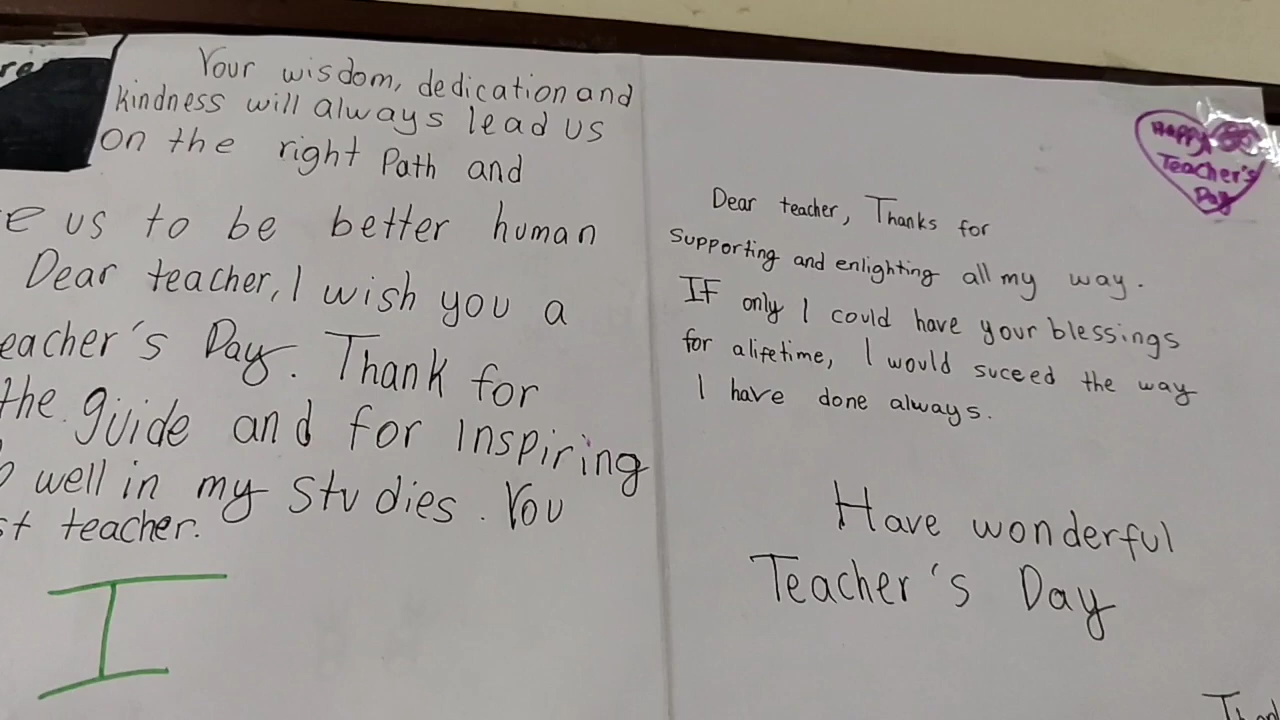 Your wisdom, dedication and
kindness will always lead us
on the right Path and
us to be better human
Dear teacher, I wish you a
eacher's Day. Thank for
the guide and for inspiring
well in my studies. You
st teacher.
I
Happy
Teacher's
Day
Dear teacher, Thanks for
supporting and enlighting all my way.
IF only I could have your blessings
for a lifetime, I would suceed the way
I have done always.
Have wonderful
Teacher's Day